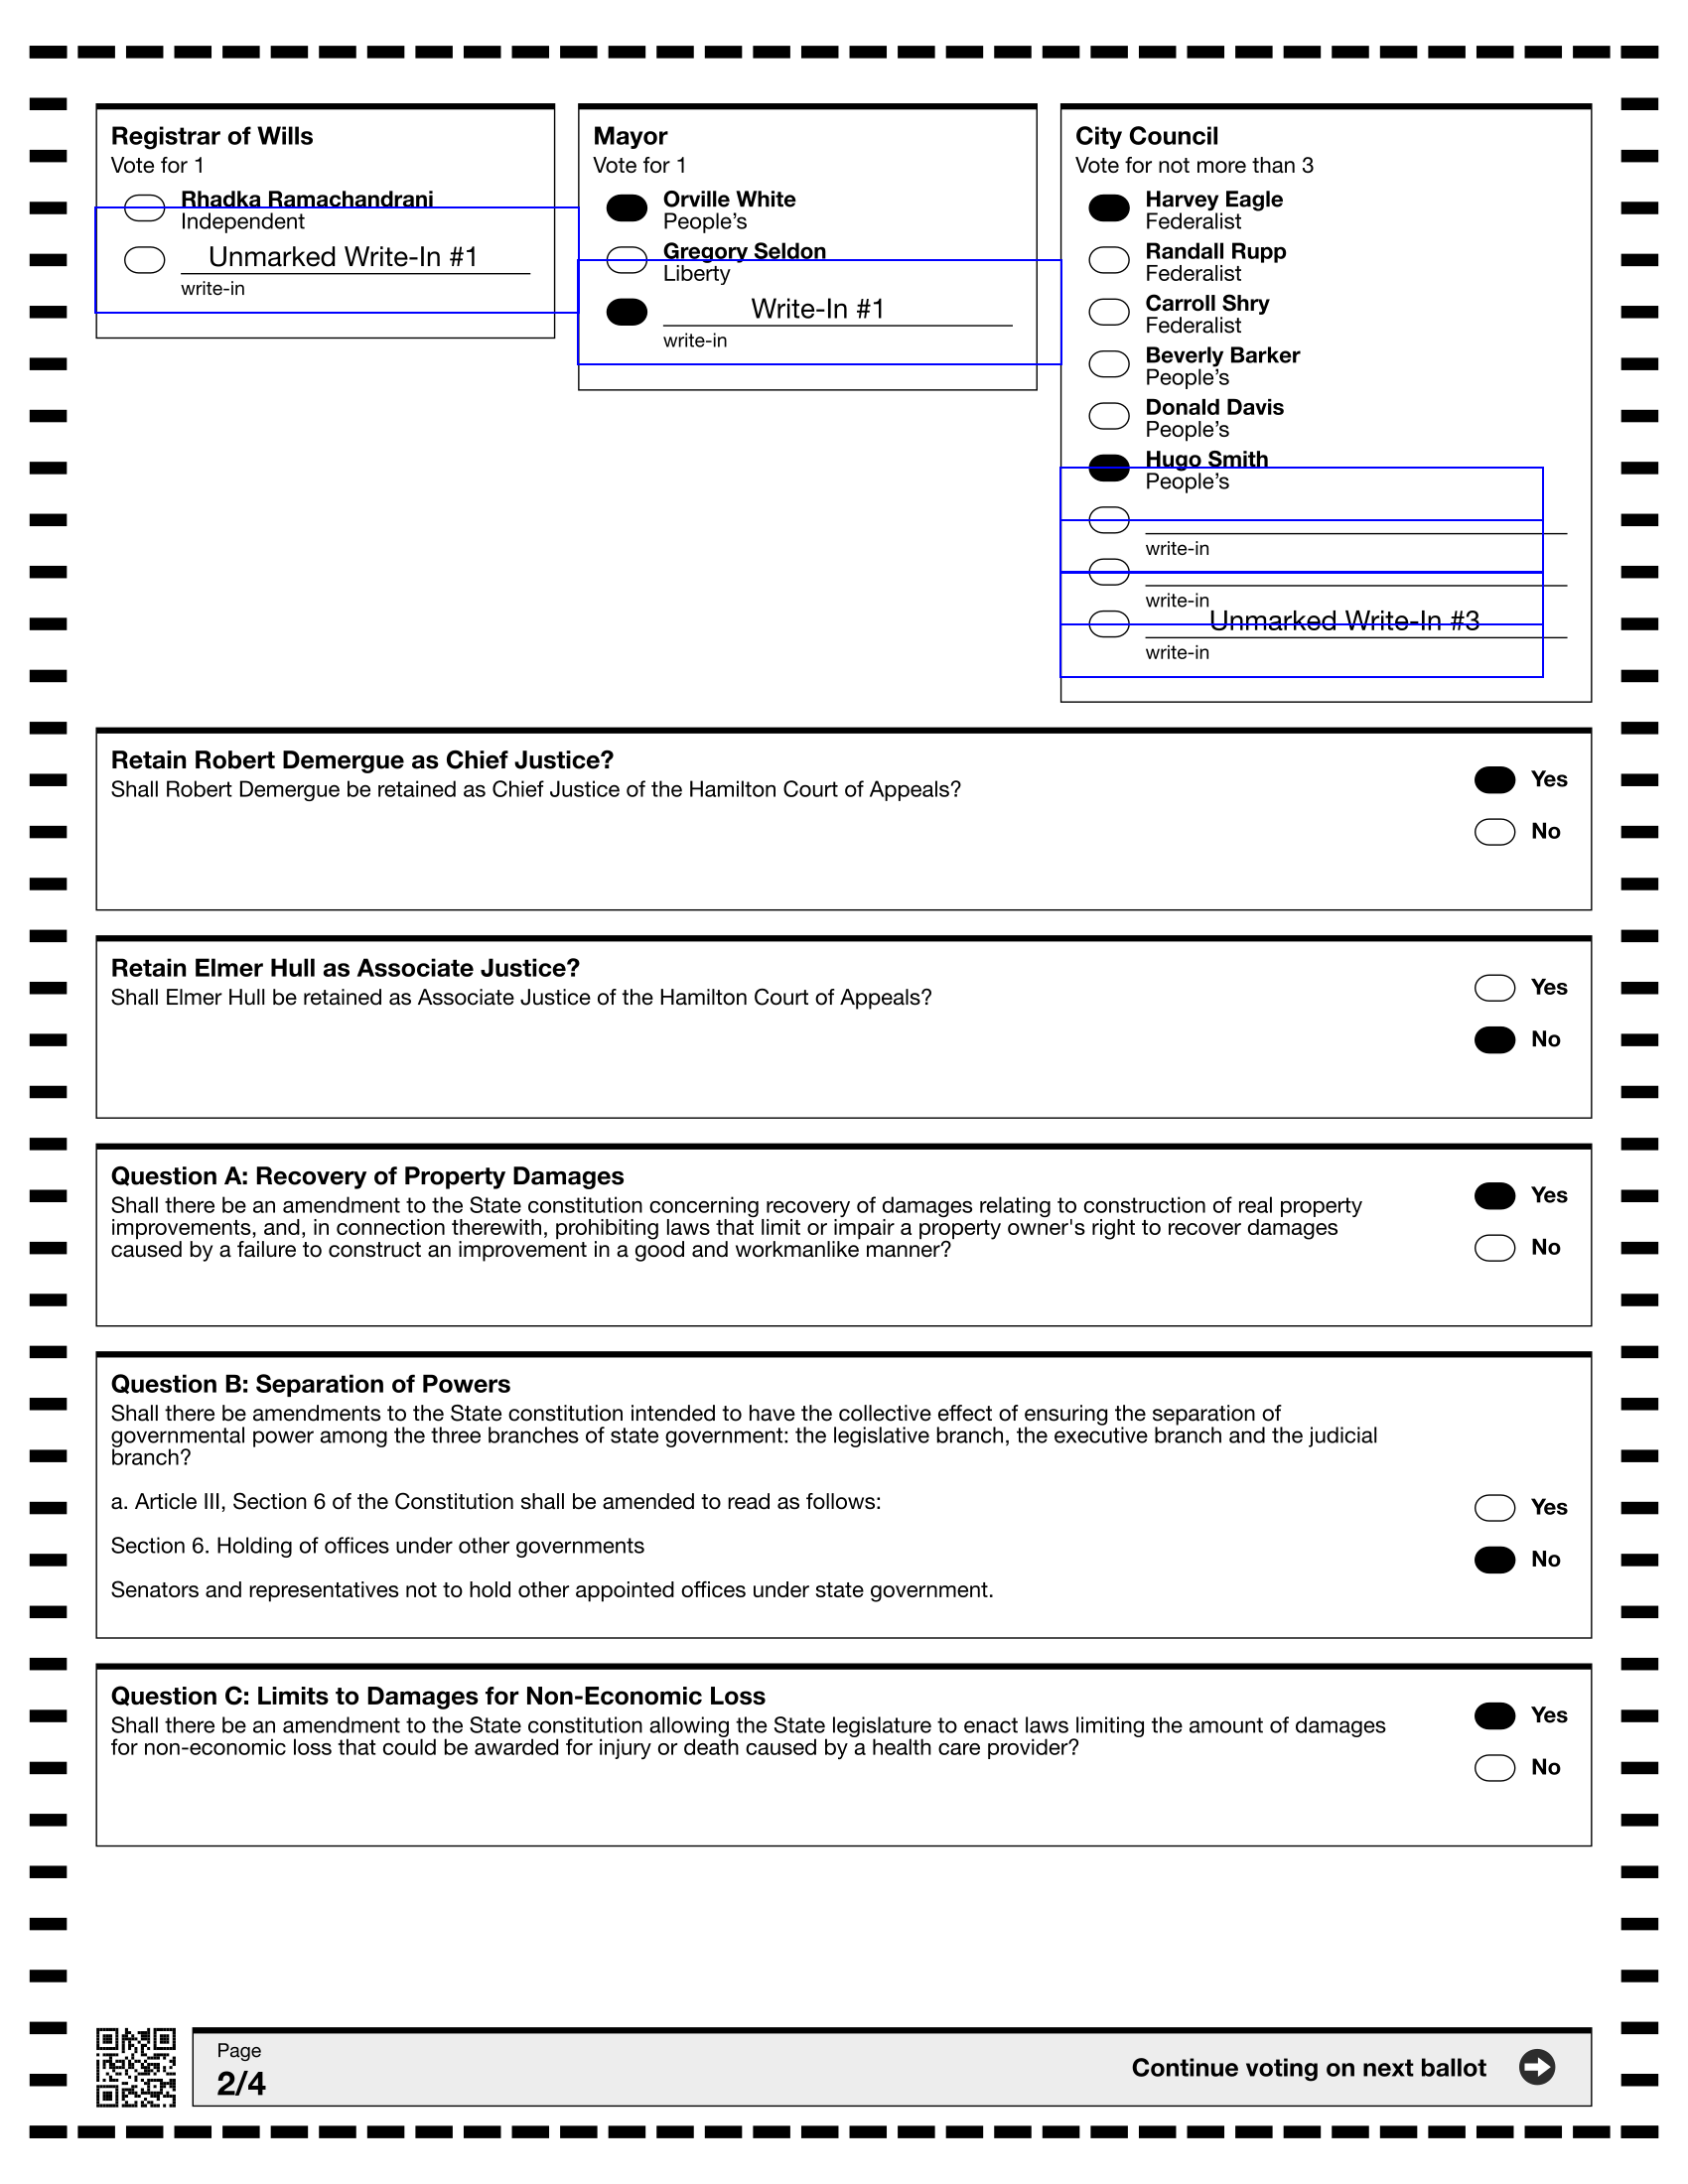 Registrar of Wills
Vote for 1
Rhadka Ramachandrani
Independent
Unmarked Write-In #1
write-in
Mayor
Vote for 1
Orville White
People’s
Gregory Seldon
Liberty
Write-In #1
write-in
City Council
Vote for not more than 3
Harvey Eagle
Federalist
Randall Rupp
Federalist
Carroll Shry
Federalist
Beverly Barker
People’s
Donald Davis
People’s
Hugo Smith
People’s
write-in
write-in
Unmarked Write-In #3
write-in
Retain Robert Demergue as Chief Justice?
Shall Robert Demergue be retained as Chief Justice of the Hamilton Court of Appeals?
Yes
No
Retain Elmer Hull as Associate Justice?
Shall Elmer Hull be retained as Associate Justice of the Hamilton Court of Appeals?
Yes
No
Question A: Recovery of Property Damages
Shall there be an amendment to the State constitution concerning recovery of damages relating to construction of real property
improvements, and, in connection therewith, prohibiting laws that limit or impair a property owner's right to recover damages
caused by a failure to construct an improvement in a good and workmanlike manner?
Yes
No
Question B: Separation of Powers
Shall there be amendments to the State constitution intended to have the collective effect of ensuring the separation of
governmental power among the three branches of state government: the legislative branch, the executive branch and the judicial
branch?
a. Article III, Section 6 of the Constitution shall be amended to read as follows:
Section 6. Holding of offices under other governments
Senators and representatives not to hold other appointed offices under state government.
Yes
No
Question C: Limits to Damages for Non-Economic Loss
Shall there be an amendment to the State constitution allowing the State legislature to enact laws limiting the amount of damages
for non-economic loss that could be awarded for injury or death caused by a health care provider?
Yes
No
Page
2/4
Continue voting on next ballot